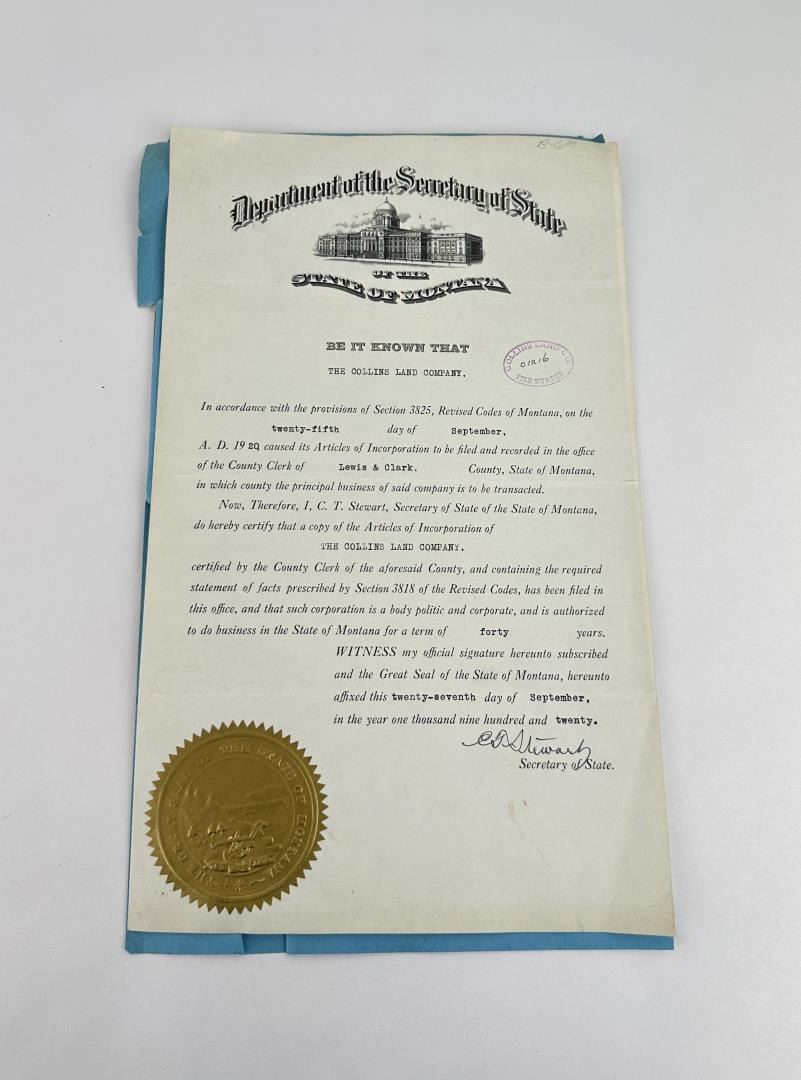 B-64
Department of the Secretary of State
OF THE
STATE OF MONTANA
BE IT KNOWN THAT
COLLINS LAND CO.
01216
FILE NUMBER
THE COLLINS LAND COMPANY,
In accordance with the provisions of Section 3825, Revised Codes of Montana, on the
twenty-fifth day of September,
A. D. 1920, caused its Articles of Incorporation to be filed and recorded in the office
of the County Clerk of Lewis & Clark, County, State of Montana,
in which county the principal business of said company is to be transacted.
Now, Therefore, I, C. T. Stewart, Secretary of State of the State of Montana,
do hereby certify that a copy of the Articles of Incorporation of
THE COLLINS LAND COMPANY,
certified by the County Clerk of the aforesaid County, and containing the required
statement of facts prescribed by Section 3818 of the Revised Codes, has been filed in
this office, and that such corporation is a body politic and corporate, and is authorized
to do business in the State of Montana for a term of forty years.
WITNESS my official signature hereunto subscribed
and the Great Seal of the State of Montana, hereunto
affixed this twenty-seventh day of September,
in the year one thousand nine hundred and twenty.
C T Stewart
Secretary of State.
THE GREAT SEAL OF THE STATE OF MONTANA